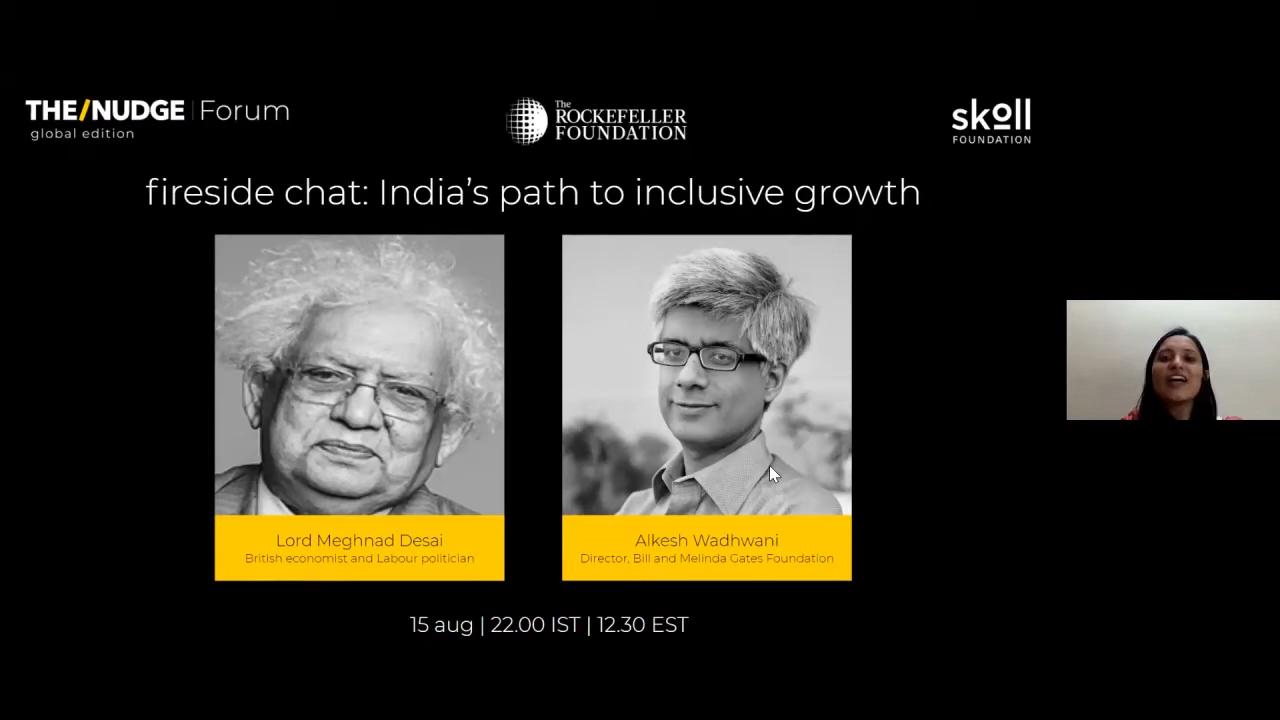 THE/NUDGE | Forum
global edition
The
ROCKEFELLER
FOUNDATION
skoll
FOUNDATION
fireside chat: India's path to inclusive growth
Lord Meghnad Desai
British economist and Labour politician
Alkesh Wadhwani
Director, Bill and Melinda Gates Foundation
15 aug | 22.00 IST | 12.30 EST